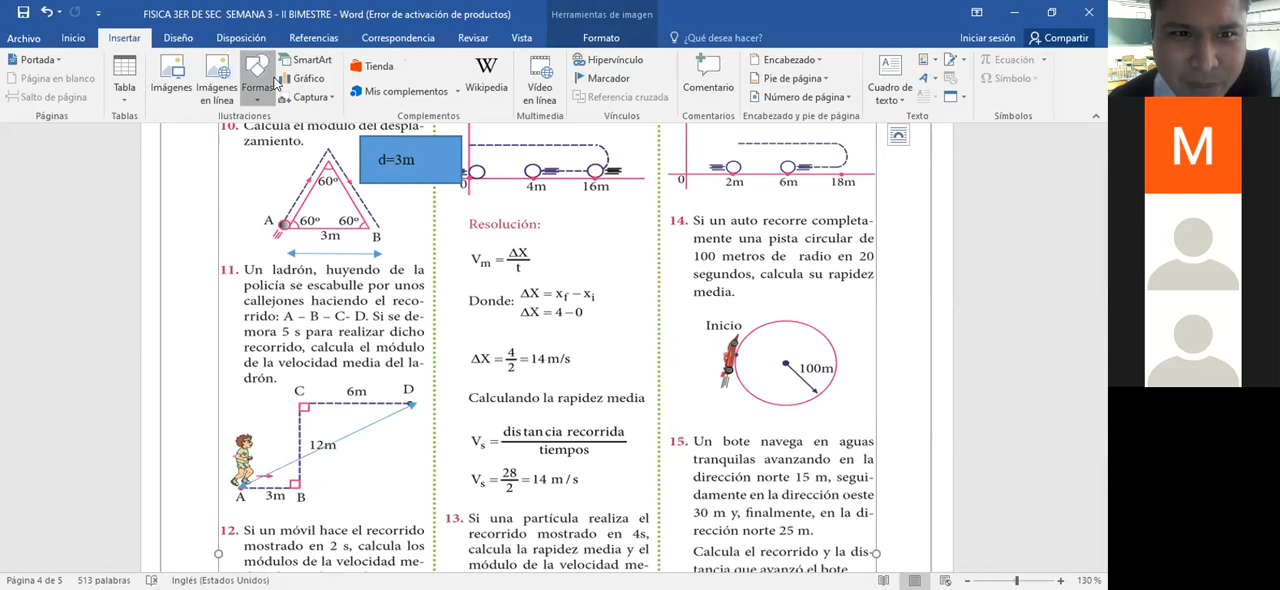 FISICA 3ER DE SEC SEMANA 3 - II BIMESTRE - Word (Error de activación de productos)
Herramientas de imagen
Archivo
Inicio
Insertar
Diseño
Disposición
Referencias
Correspondencia
Revisar
Vista
Formato
¿Qué desea hacer?
Iniciar sesión
Compartir
Portada
Página en blanco
Salto de página
Páginas
Tabla
Tablas
Imágenes
Imágenes en línea
Formas
SmartArt
Gráfico
Captura
Ilustraciones
Tienda
Mis complementos
Wikipedia
Complementos
Vídeo en línea
Multimedia
Hipervínculo
Marcador
Referencia cruzada
Vínculos
Comentario
Comentarios
Encabezado
Pie de página
Número de página
Encabezado y pie de página
Cuadro de texto
Texto
Ecuación
Símbolo
Símbolos
10. Calcula el módulo del despla-
zamiento.
60º
A
60º 60º
3m
B
d=3m
11. Un ladrón, huyendo de la
policía se escabulle por unos
callejones haciendo el reco-
rrido: A – B – C- D. Si se de-
mora 5 s para realizar dicho
recorrido, calcula el módulo
de la velocidad media del la-
drón.
C 6m D
12m
A 3m B
12. Si un móvil hace el recorrido
mostrado en 2 s, calcula los
módulos de la velocidad me-
0 4m 16m
Resolución:
Vm = ΔX
t
Donde: ΔX = xf – xi
ΔX = 4 – 0
ΔX = 4/2 = 14 m/s
Calculando la rapidez media
Vs = dis tan cia recorrida
tiempos
Vs = 28/2 = 14 m / s
13. Si una partícula realiza el
recorrido mostrado en 4s,
calcula la rapidez media y el
módulo de la velocidad me-
0 2m 6m 18m
14. Si un auto recorre completa-
mente una pista circular de
100 metros de radio en 20
segundos, calcula su rapidez
media.
Inicio
100m
15. Un bote navega en aguas
tranquilas avanzando en la
dirección norte 15 m, segui-
damente en la dirección oeste
30 m y, finalmente, en la di-
rección norte 25 m.
Calcula el recorrido y la dis-
tancia que avanzó el bote
M
Página 4 de 5
513 palabras
Inglés (Estados Unidos)
130 %